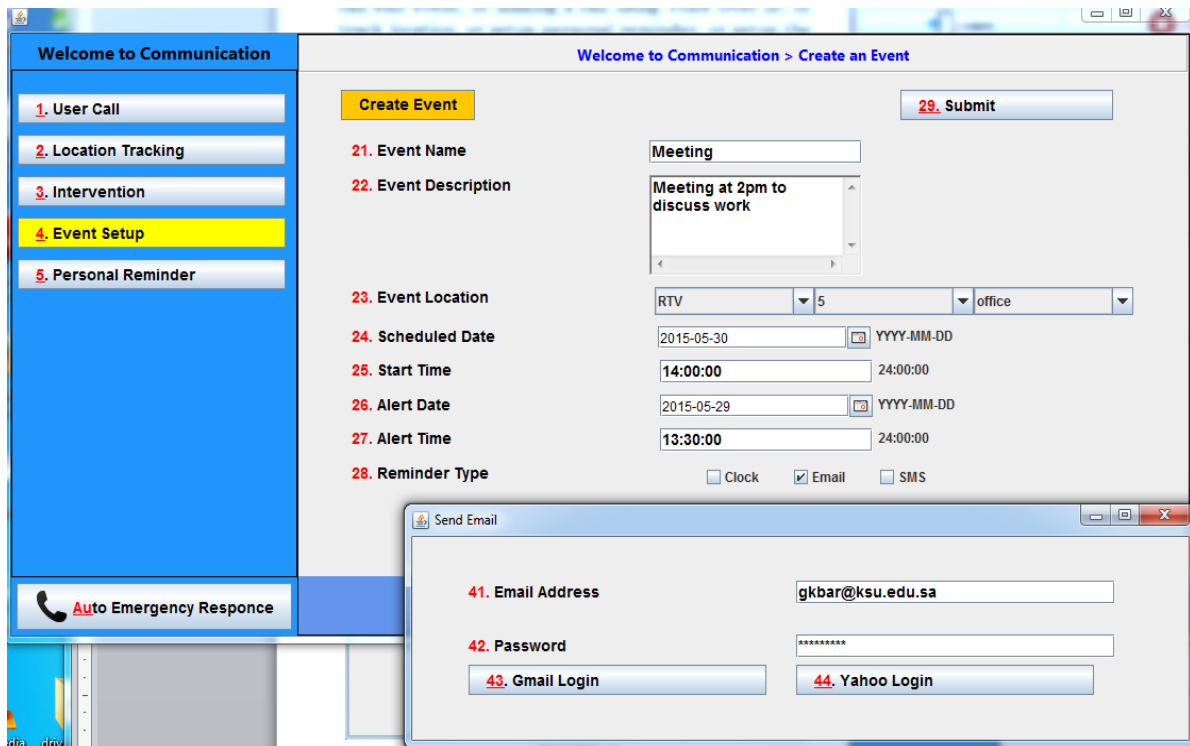 Welcome to Communication
Welcome to Communication > Create an Event
1. User Call
2. Location Tracking
3. Intervention
4. Event Setup
5. Personal Reminder
Auto Emergency Responce
Create Event
29. Submit
21. Event Name
Meeting
22. Event Description
Meeting at 2pm to
discuss work
23. Event Location
RTV 5 office
24. Scheduled Date
2015-05-30 YYYY-MM-DD
25. Start Time
14:00:00 24:00:00
26. Alert Date
2015-05-29 YYYY-MM-DD
27. Alert Time
13:30:00 24:00:00
28. Reminder Type
Clock Email SMS
Send Email
41. Email Address
gkbar@ksu.edu.sa
42. Password
*********
43. Gmail Login
44. Yahoo Login